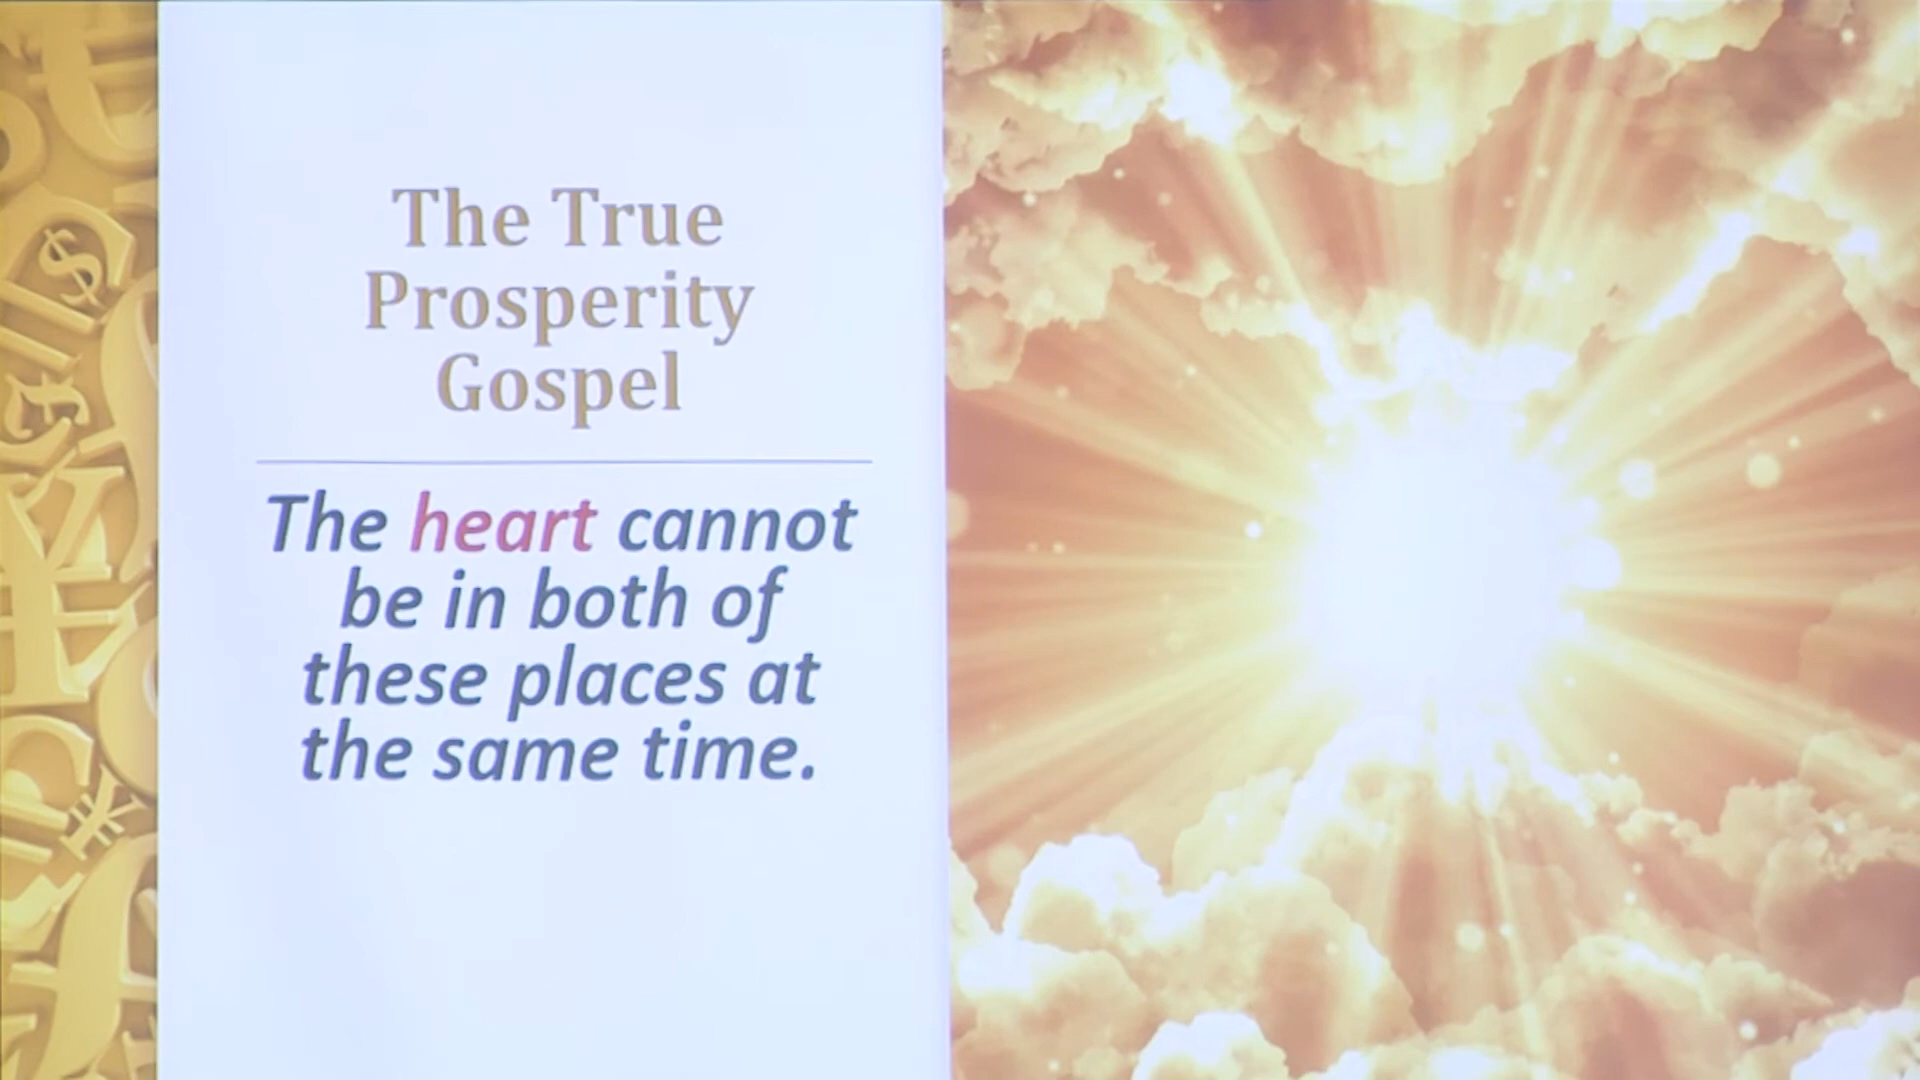 The True
Prosperity
Gospel
The heart cannot
be in both of
these places at
the same time.